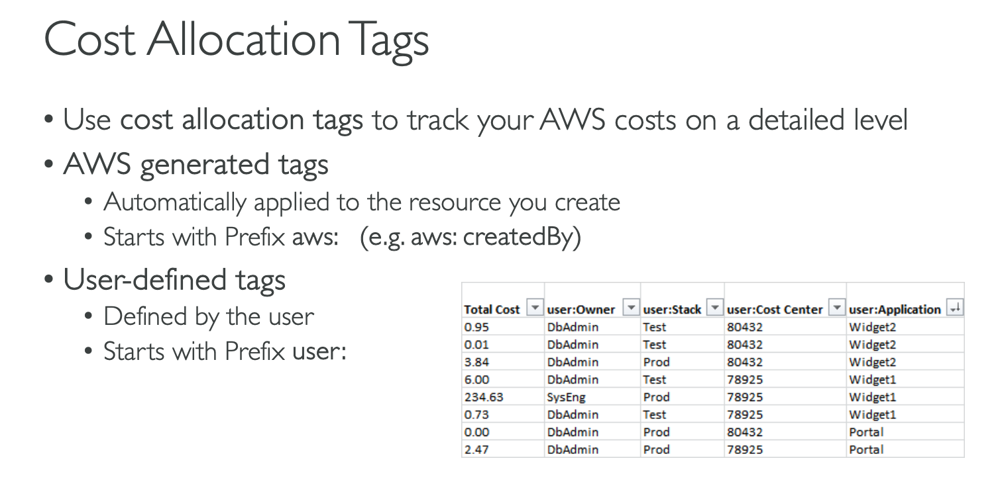 Cost Allocation Tags
• Use cost allocation tags to track your AWS costs on a detailed level
• AWS generated tags
• Automatically applied to the resource you create
• Starts with Prefix aws: (e.g. aws: createdBy)
• User-defined tags
• Defined by the user
• Starts with Prefix user:
Total Cost user:Owner user:Stack user:Cost Center user:Application
0.95 DbAdmin Test 80432 Widget2
0.01 DbAdmin Test 80432 Widget2
3.84 DbAdmin Prod 80432 Widget2
6.00 DbAdmin Test 78925 Widget1
234.63 SysEng Prod 78925 Widget1
0.73 DbAdmin Test 78925 Widget1
0.00 DbAdmin Prod 80432 Portal
2.47 DbAdmin Prod 78925 Portal